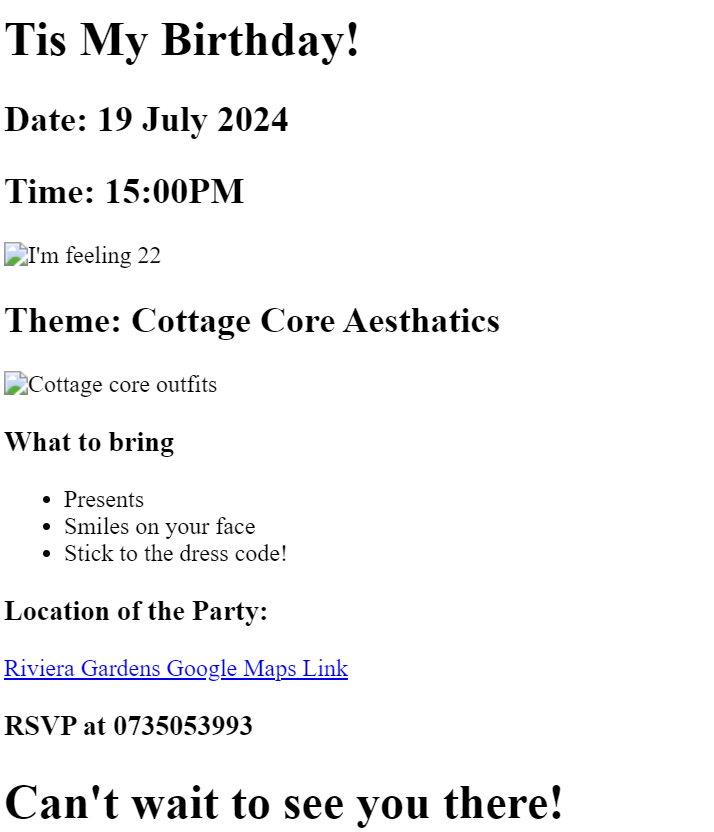 Tis My Birthday!
Date: 19 July 2024
Time: 15:00PM
I'm feeling 22
Theme: Cottage Core Aesthatics
Cottage core outfits
What to bring
• Presents
• Smiles on your face
• Stick to the dress code!
Location of the Party:
Riviera Gardens Google Maps Link
RSVP at 0735053993
Can't wait to see you there!